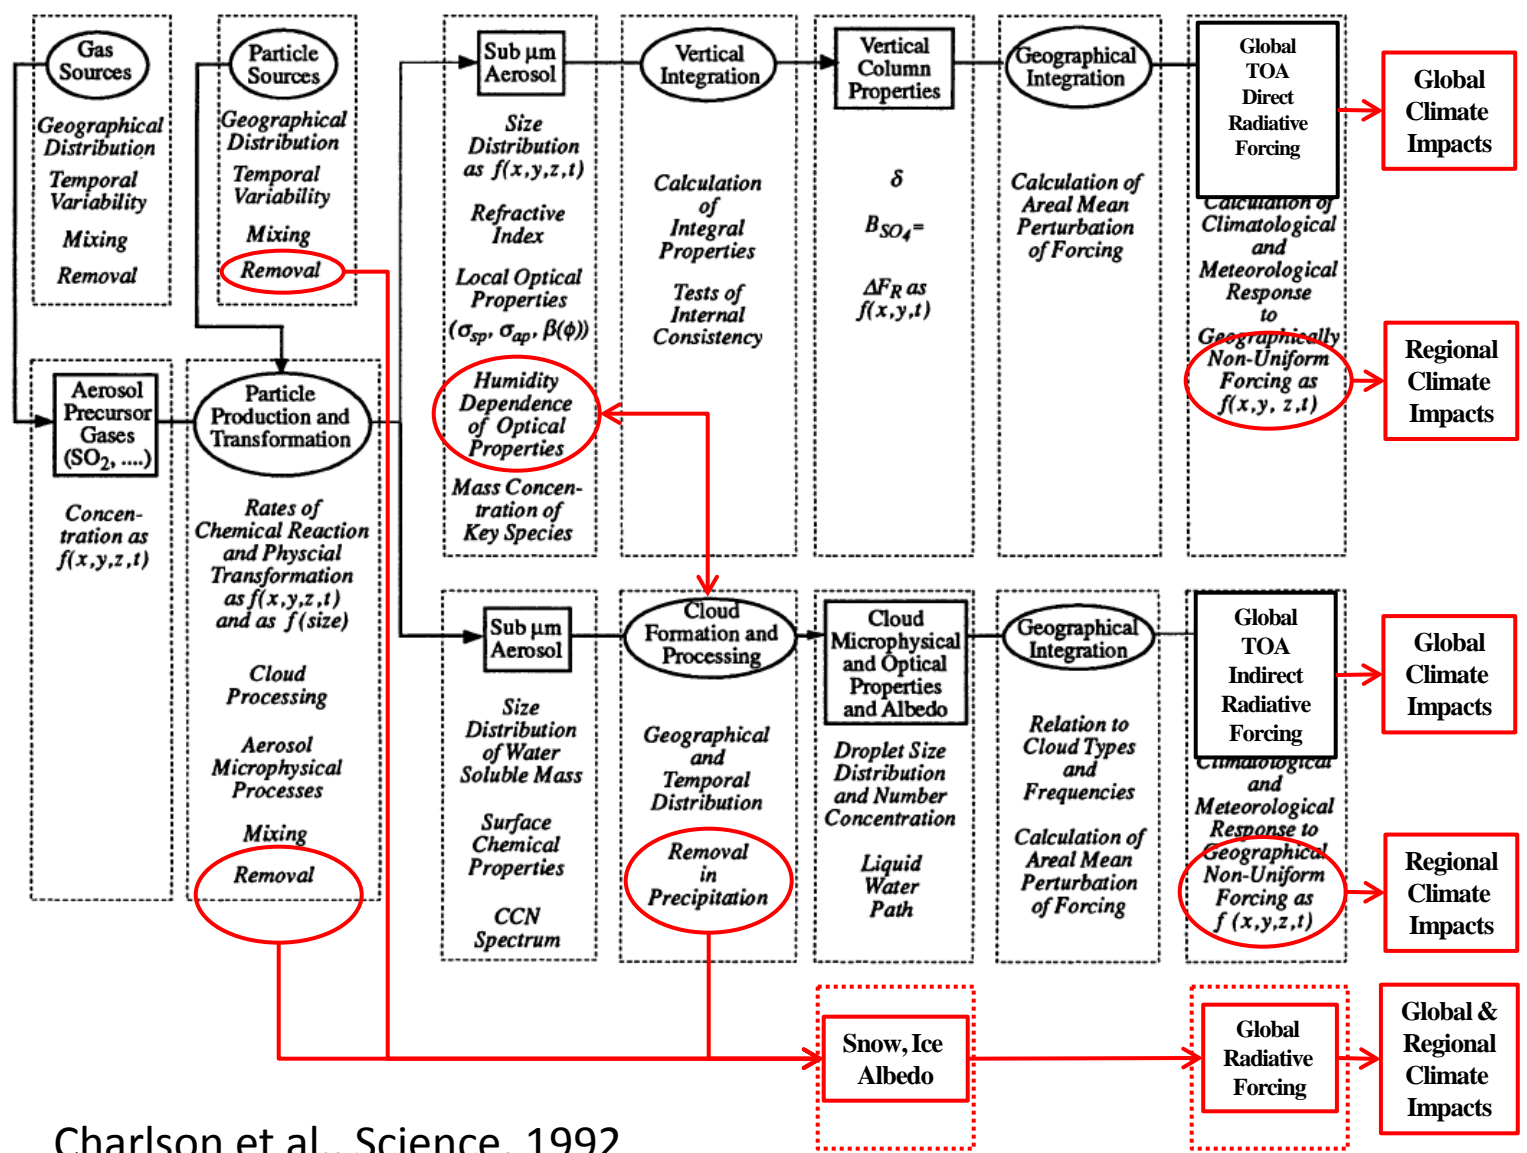 Gas
Sources
Geographical
Distribution
Temporal
Variability
Mixing
Removal
Particle
Sources
Geographical
Distribution
Temporal
Variability
Mixing
Removal
Aerosol
Precursor
Gases
(SO2, ....)
Concen-
tration as
f(x,y,z,t)
Particle
Production and
Transformation
Rates of
Chemical Reaction
and Physcial
Transformation
as f(x,y,z,t)
and as f(size)
Cloud
Processing
Aerosol
Microphysical
Processes
Mixing
Removal
Sub μm
Aerosol
Size
Distribution
as f(x,y,z,t)
Refractive
Index
Local Optical
Properties
(σsp, σap, β(ϕ))
Humidity
Dependence
of Optical
Properties
Mass Concen-
tration of
Key Species
Vertical
Integration
Calculation
of
Integral
Properties
Tests of
Internal
Consistency
Vertical
Column
Properties
δ
BSO4=
ΔFR as
f(x,y,t)
Geographical
Integration
Calculation of
Areal Mean
Perturbation
of Forcing
Global
TOA
Direct
Radiative
Forcing
Calculation of
Climatological
and
Meteorological
Response
to
Geographically
Non-Uniform
Forcing as
f(x,y, z,t)
Global
Climate
Impacts
Regional
Climate
Impacts
Sub μm
Aerosol
Size
Distribution
of Water
Soluble Mass
Surface
Chemical
Properties
CCN
Spectrum
Cloud
Formation and
Processing
Geographical
and
Temporal
Distribution
Removal
in
Precipitation
Cloud
Microphysical
and Optical
Properties
and Albedo
Droplet Size
Distribution
and Number
Concentration
Liquid
Water
Path
Geographical
Integration
Relation to
Cloud Types
and
Frequencies
Calculation of
Areal Mean
Perturbation
of Forcing
Global
TOA
Indirect
Radiative
Forcing
Climatological
and
Meteorological
Response to
Geographical
Non-Uniform
Forcing as
f (x,y,z,t)
Global
Climate
Impacts
Regional
Climate
Impacts
Snow, Ice
Albedo
Global
Radiative
Forcing
Global &
Regional
Climate
Impacts
Charlson et al., Science, 1992